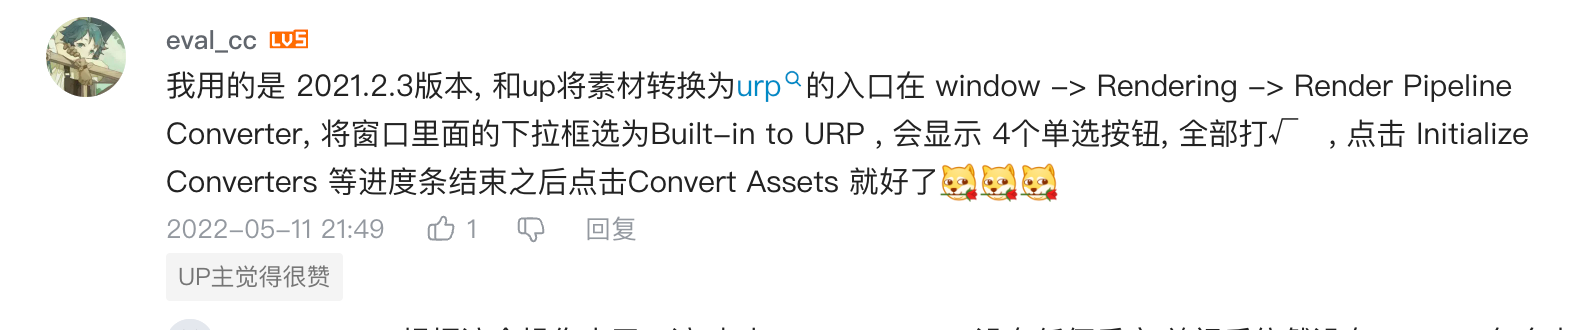 eval_cc LV5
我用的是 2021.2.3版本, 和up将素材转换为urp的入口在 window -> Rendering -> Render Pipeline
Converter, 将窗口里面的下拉框选为Built-in to URP , 会显示 4个单选按钮, 全部打√ , 点击 Initialize
Converters 等进度条结束之后点击Convert Assets 就好了
2022-05-11 21:49 1 回复
UP主觉得很赞